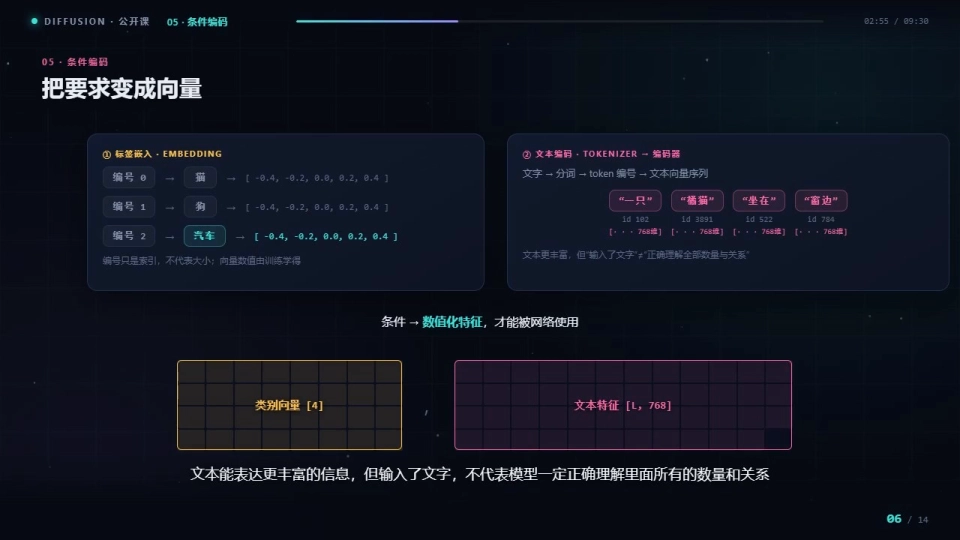 DIFFUSION · 公开课 05 · 条件编码 02:55 / 09:30
05 · 条件编码
把要求变成向量
① 标签嵌入 · EMBEDDING
编号 0 → 猫 → [ -0.4, -0.2, 0.0, 0.2, 0.4 ]
编号 1 → 狗 → [ -0.4, -0.2, 0.0, 0.2, 0.4 ]
编号 2 → 汽车 → [ -0.4, -0.2, 0.0, 0.2, 0.4 ]
编号只是索引，不代表大小；向量数值由训练学得
② 文本编码 · TOKENIZER → 编码器
文字 → 分词 → token 编号 → 文本向量序列
“一只” “橘猫” “坐在” “窗边”
id 102 id 3891 id 522 id 784
[· · · 768维] [· · · 768维] [· · · 768维] [· · · 768维]
文本更丰富，但“输入了文字”≠“正确理解全部数量与关系”
条件 → 数值化特征，才能被网络使用
类别向量 [4] , 文本特征 [L, 768]
文本能表达更丰富的信息，但输入了文字，不代表模型一定正确理解里面所有的数量和关系
06 / 14